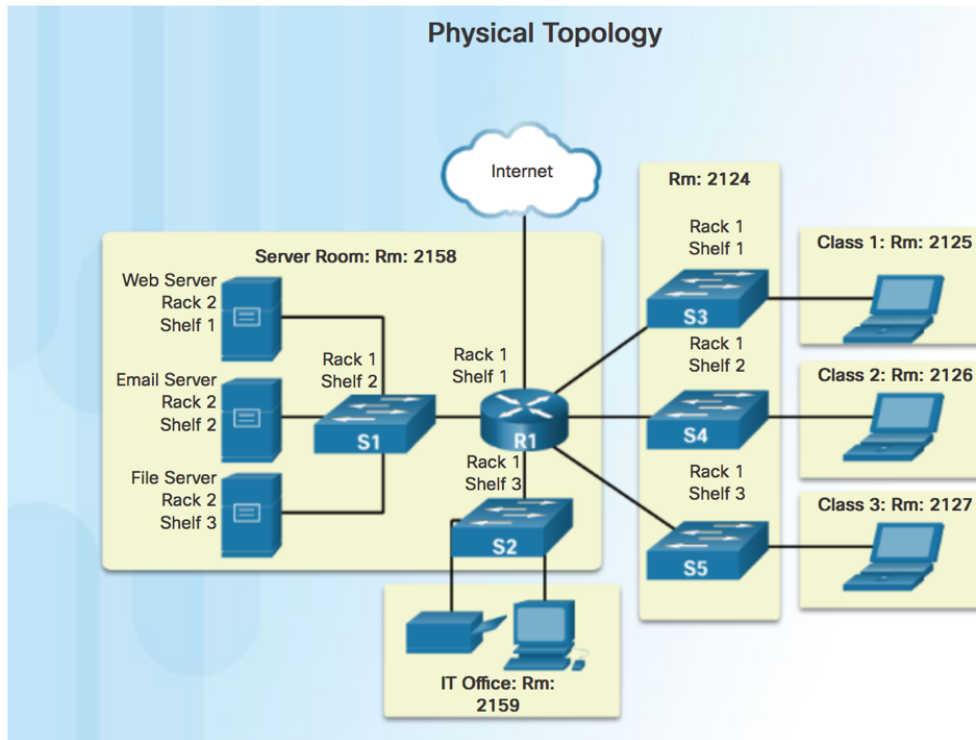 Physical Topology
Internet
Server Room: Rm: 2158
Web Server
Rack 2
Shelf 1
Email Server
Rack 2
Shelf 2
File Server
Rack 2
Shelf 3
Rack 1
Shelf 2
S1
Rack 1
Shelf 1
R1
Rack 1
Shelf 3
S2
IT Office: Rm:
2159
Rm: 2124
Rack 1
Shelf 1
S3
Rack 1
Shelf 2
S4
Rack 1
Shelf 3
S5
Class 1: Rm: 2125
Class 2: Rm: 2126
Class 3: Rm: 2127